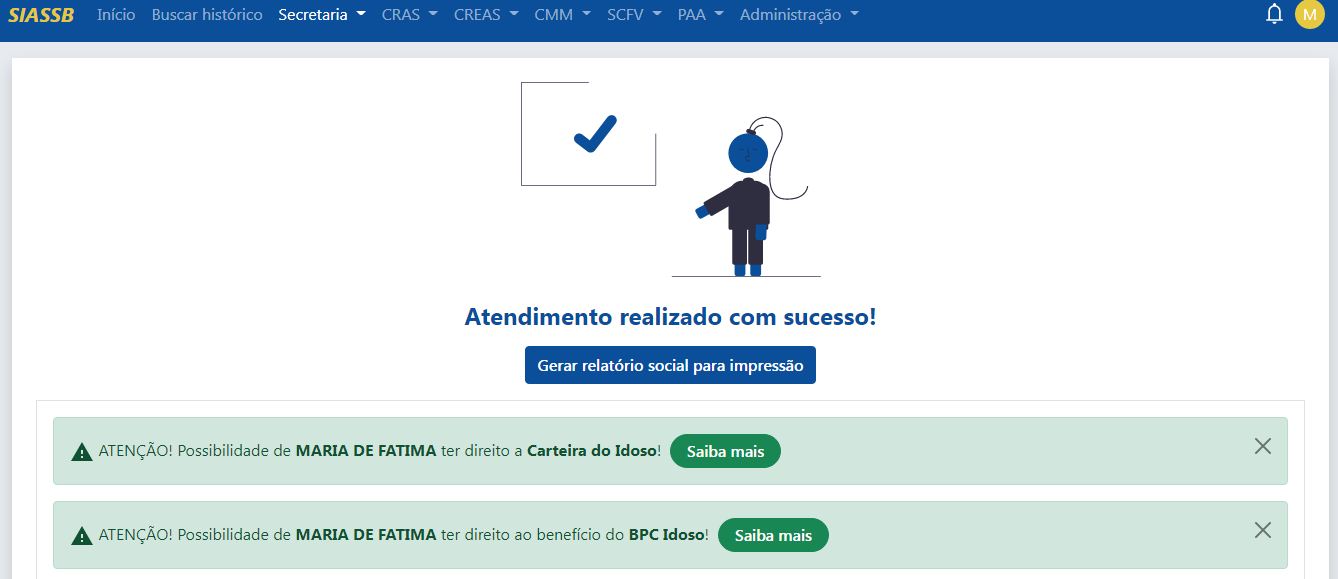 SIASSB Início Buscar histórico Secretaria CRAS CREAS CMM SCFV PAA Administração M
Atendimento realizado com sucesso!
Gerar relatório social para impressão
ATENÇÃO! Possibilidade de MARIA DE FATIMA ter direito a Carteira do Idoso! Saiba mais
ATENÇÃO! Possibilidade de MARIA DE FATIMA ter direito ao benefício do BPC Idoso! Saiba mais